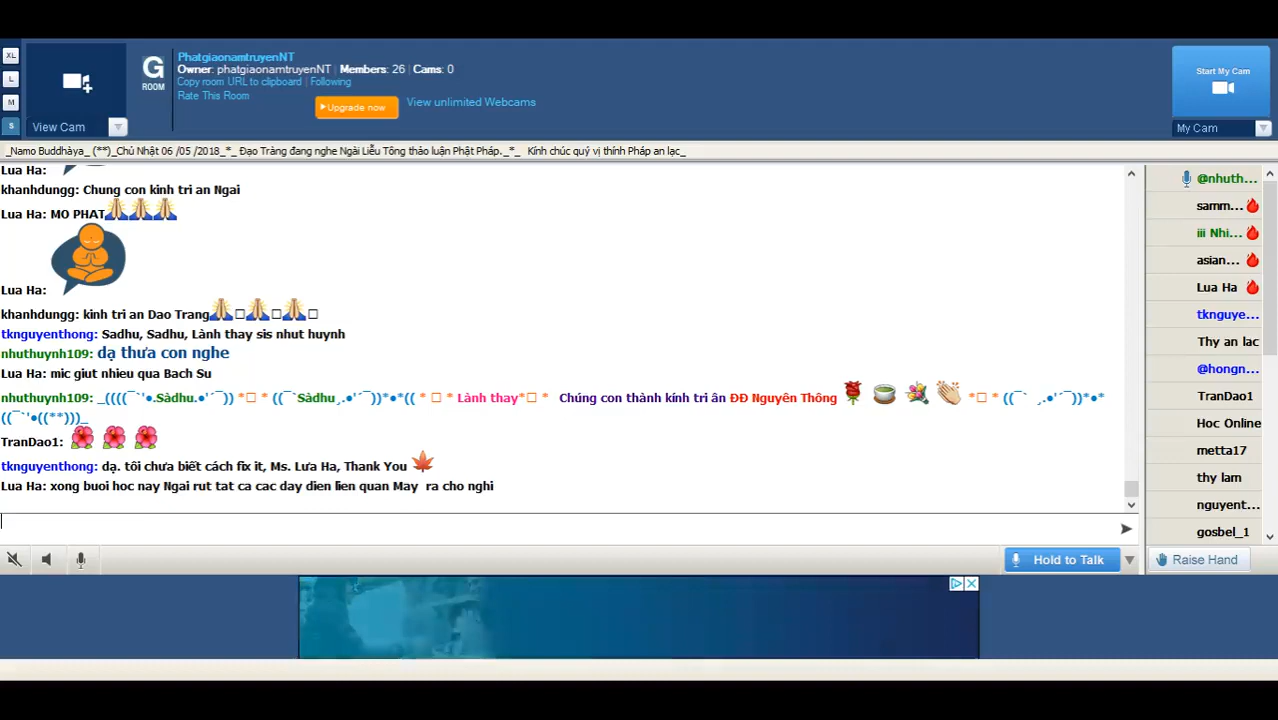 XL
L
M
S
View Cam
G
ROOM
PhatgiaonamtruyenNT
Owner: phatgiaonamtruyenNT | Members: 26 | Cams: 0
Copy room URL to clipboard | Following
Rate This Room
Upgrade now
View unlimited Webcams
Start My Cam
My Cam
_Namo Buddhàya_ (**)_Chủ Nhật 06 /05 /2018_*_ Đạo Tràng đang nghe Ngài Liễu Tông thảo luận Phật Pháp._*_ Kính chúc quý vị thính Pháp an lạc_
Lua Ha:
khanhdungg: Chung con kinh tri an Ngai
Lua Ha: MO PHAT🙏🙏🙏
Lua Ha:
khanhdungg: kinh tri an Dao Trang🙏□🙏□🙏□
tknguyenthong: Sadhu, Sadhu, Lành thay sis nhut huynh
nhuthuynh109: dạ thưa con nghe
Lua Ha: mic giut nhieu qua Bach Su
nhuthuynh109: _((((¯`'•.Sàdhu.•'´¯)) *□ * ((¯`Sàdhu¸.•'´¯))*•*(( * □ * Lành thay*□ * Chúng con thành kính tri ân ĐĐ Nguyên Thông 🌹 🍵 💐 👏 *□ * ((¯` ¸.•'´¯))*•*
((¯`'•((**)))_
TranDao1: 🌺 🌺 🌺
tknguyenthong: dạ. tôi chưa biết cách fix it, Ms. Lưa Ha, Thank You 🍁
Lua Ha: xong buoi hoc nay Ngai rut tat ca cac day dien lien quan May ra cho nghi
Hold to Talk
@nhuth...
samm...
iii Nhi...
asian...
Lua Ha
tknguye...
Thy an lac
@hongn...
TranDao1
Hoc Online
metta17
thy lam
nguyent...
gosbel_1
Raise Hand